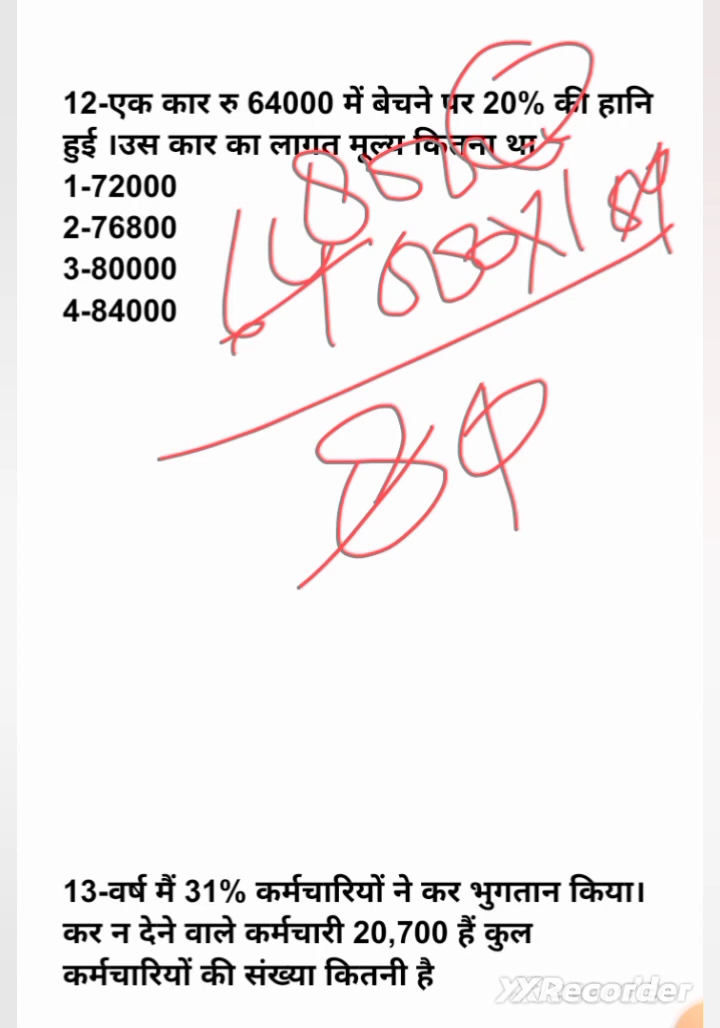 12-एक कार रु 64000 में बेचने पर 20% की हानि
हुई ।उस कार का लागत मूल्य कितना था
1-72000
2-76800
3-80000
4-84000
13-वर्ष मैं 31% कर्मचारियों ने कर भुगतान किया।
कर न देने वाले कर्मचारी 20,700 हैं कुल
कर्मचारियों की संख्या कितनी है
XXRecorder